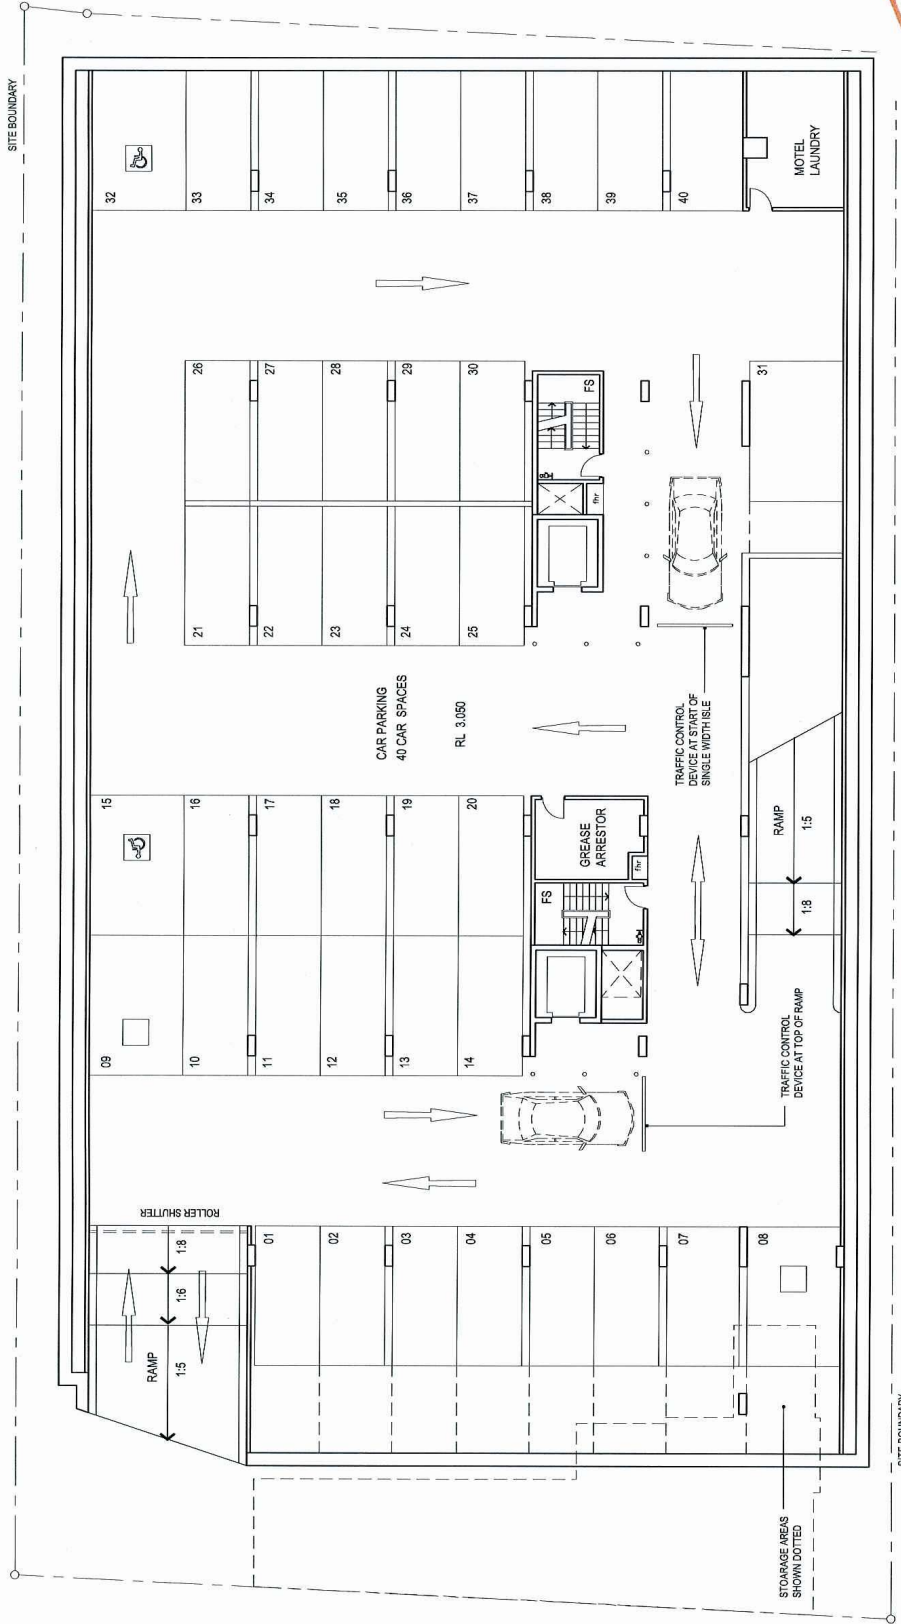 SITE BOUNDARY
32
33
34
35
36
37
38
39
40
MOTEL
LAUNDRY
26
27
28
29
30
FS
fhr
31
21
22
23
24
25
CAR PARKING
40 CAR SPACES
RL 3.050
TRAFFIC CONTROL
DEVICE AT START OF
SINGLE WIDTH ISLE
15
16
17
18
19
20
GREASE
ARRESTOR
fhr
FS
RAMP
1:5
1:8
09
10
11
12
13
14
TRAFFIC CONTROL
DEVICE AT TOP OF RAMP
ROLLER SHUTTER
1:8
1:6
1:5
RAMP
01
02
03
04
05
06
07
08
STOARAGE AREAS
SHOWN DOTTED
SITE BOUNDARY